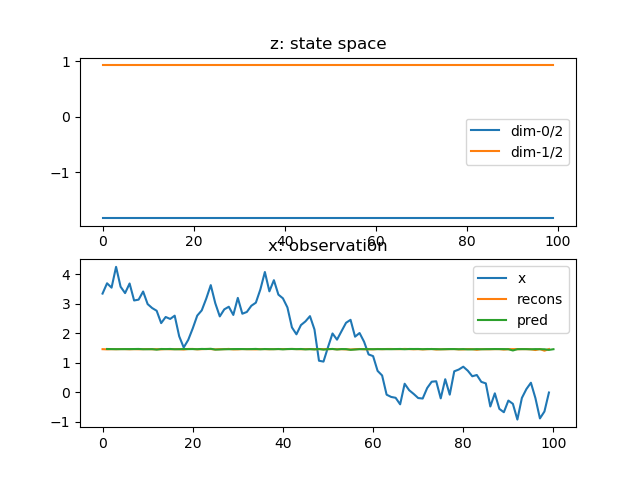 z: state space
1
0
−1
dim-0/2
dim-1/2
0 20 40 60 80 100
x: observation
4
3
2
1
0
−1
x
recons
pred
0 20 40 60 80 100